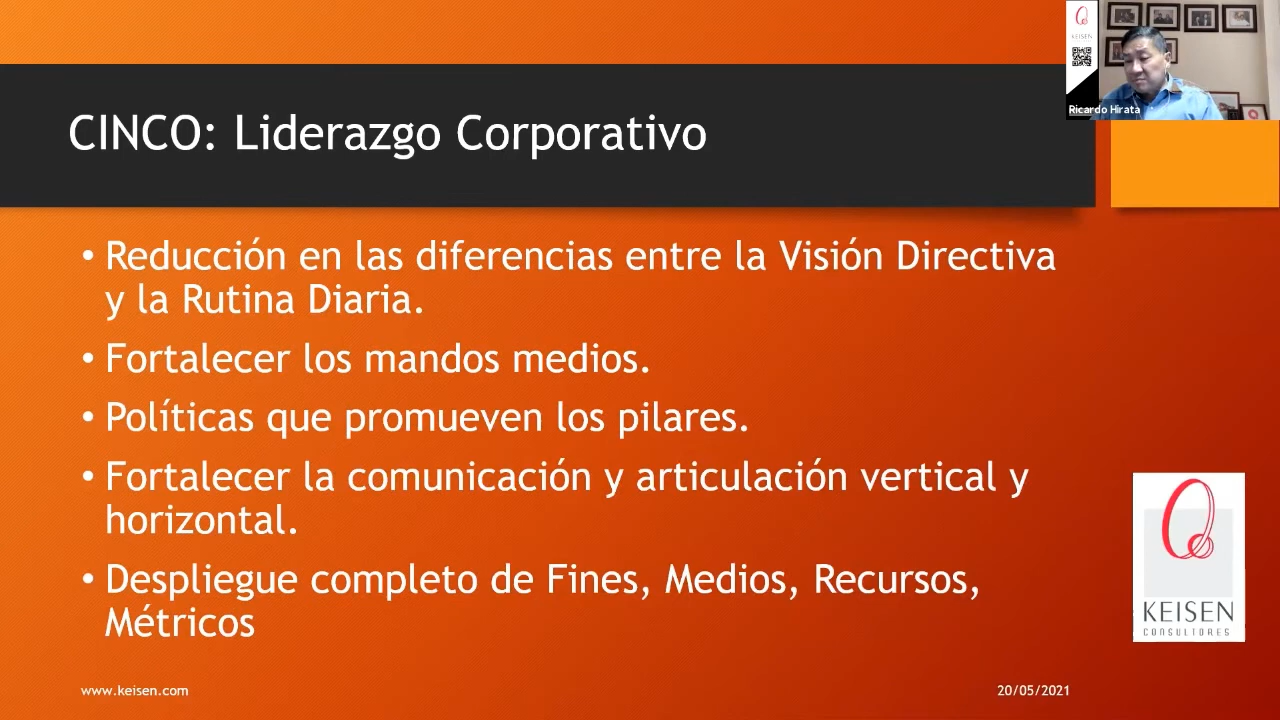 KEISEN
Ricardo Hirata
CINCO: Liderazgo Corporativo
• Reducción en las diferencias entre la Visión Directiva
y la Rutina Diaria.
• Fortalecer los mandos medios.
• Políticas que promueven los pilares.
• Fortalecer la comunicación y articulación vertical y
horizontal.
• Despliegue completo de Fines, Medios, Recursos,
Métricos
KEISEN
CONSULTORES
www.keisen.com
20/05/2021